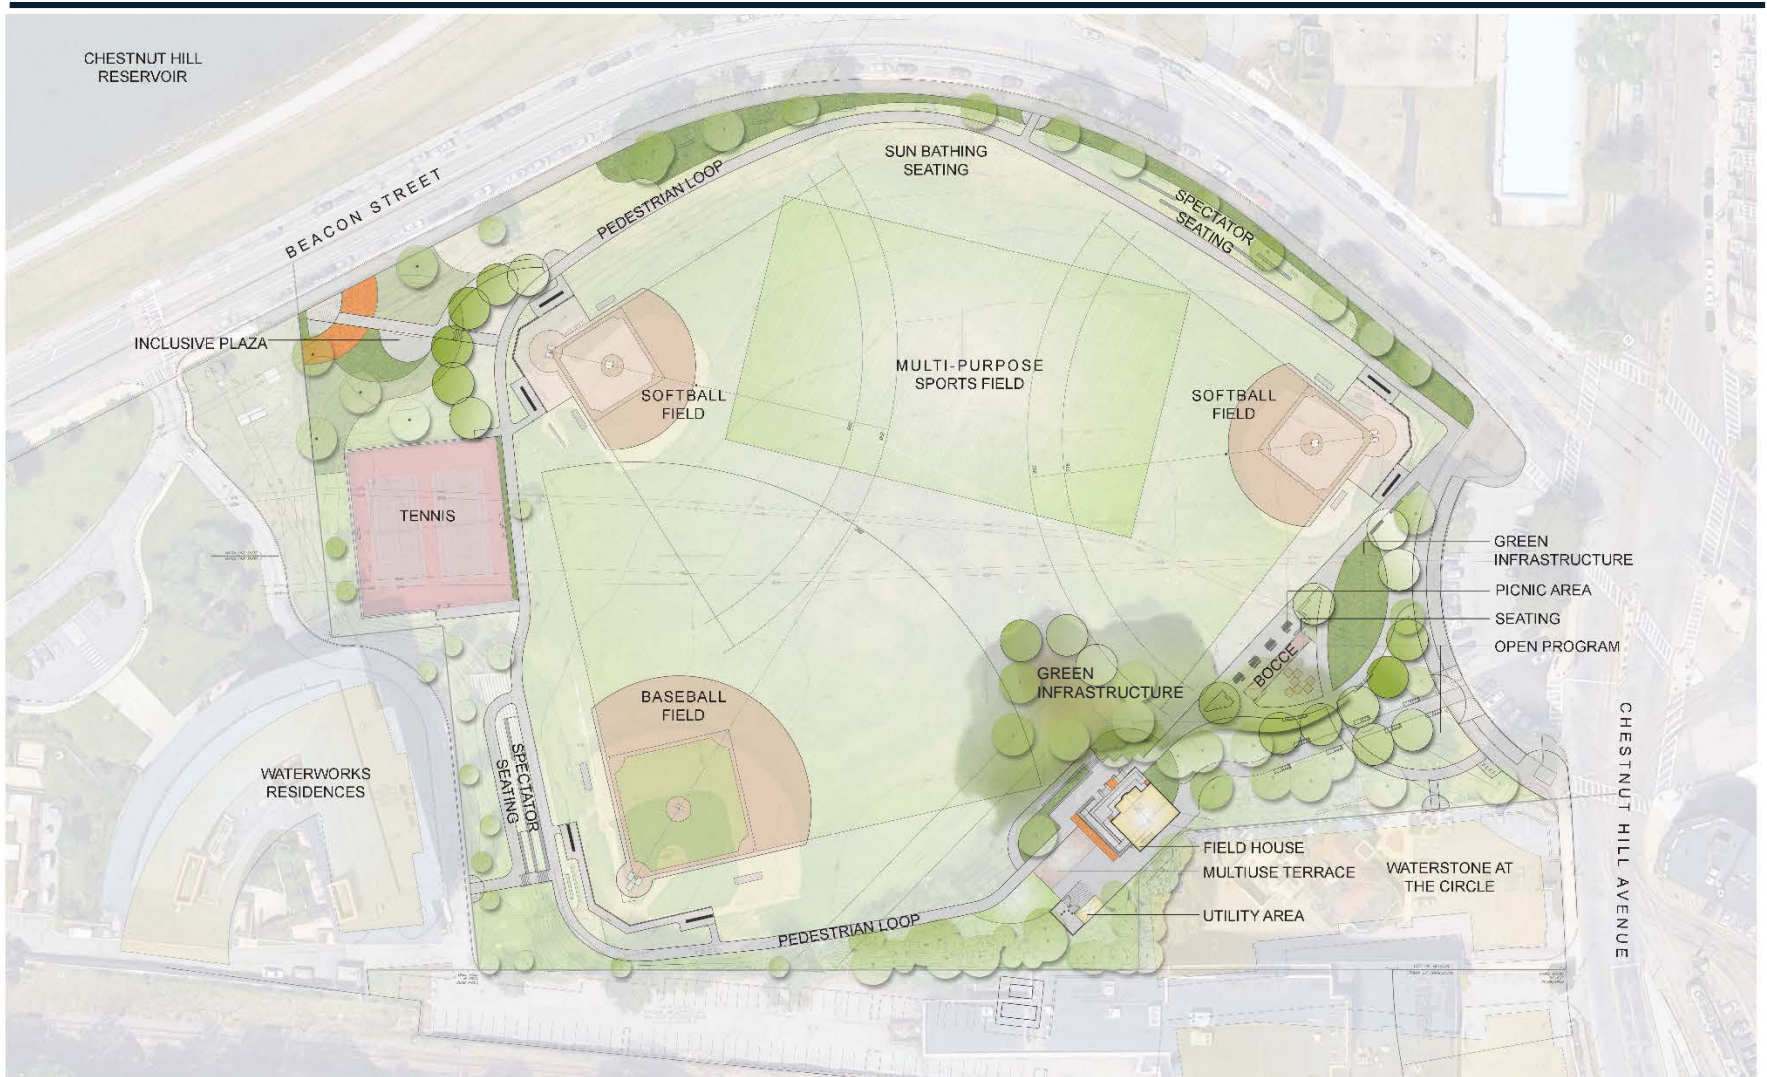 CHESTNUT HILL
RESERVOIR
BEACON STREET
PEDESTRIAN LOOP
SUN BATHING
SEATING
SPECTATOR
SEATING
INCLUSIVE PLAZA
MULTI-PURPOSE
SPORTS FIELD
SOFTBALL
FIELD
SOFTBALL
FIELD
TENNIS
GREEN
INFRASTRUCTURE
PICNIC AREA
SEATING
OPEN PROGRAM
BOCCE
GREEN
INFRASTRUCTURE
BASEBALL
FIELD
SPECTATOR
SEATING
WATERWORKS
RESIDENCES
CHESTNUT HILL AVENUE
FIELD HOUSE
MULTIUSE TERRACE
WATERSTONE AT
THE CIRCLE
UTILITY AREA
PEDESTRIAN LOOP